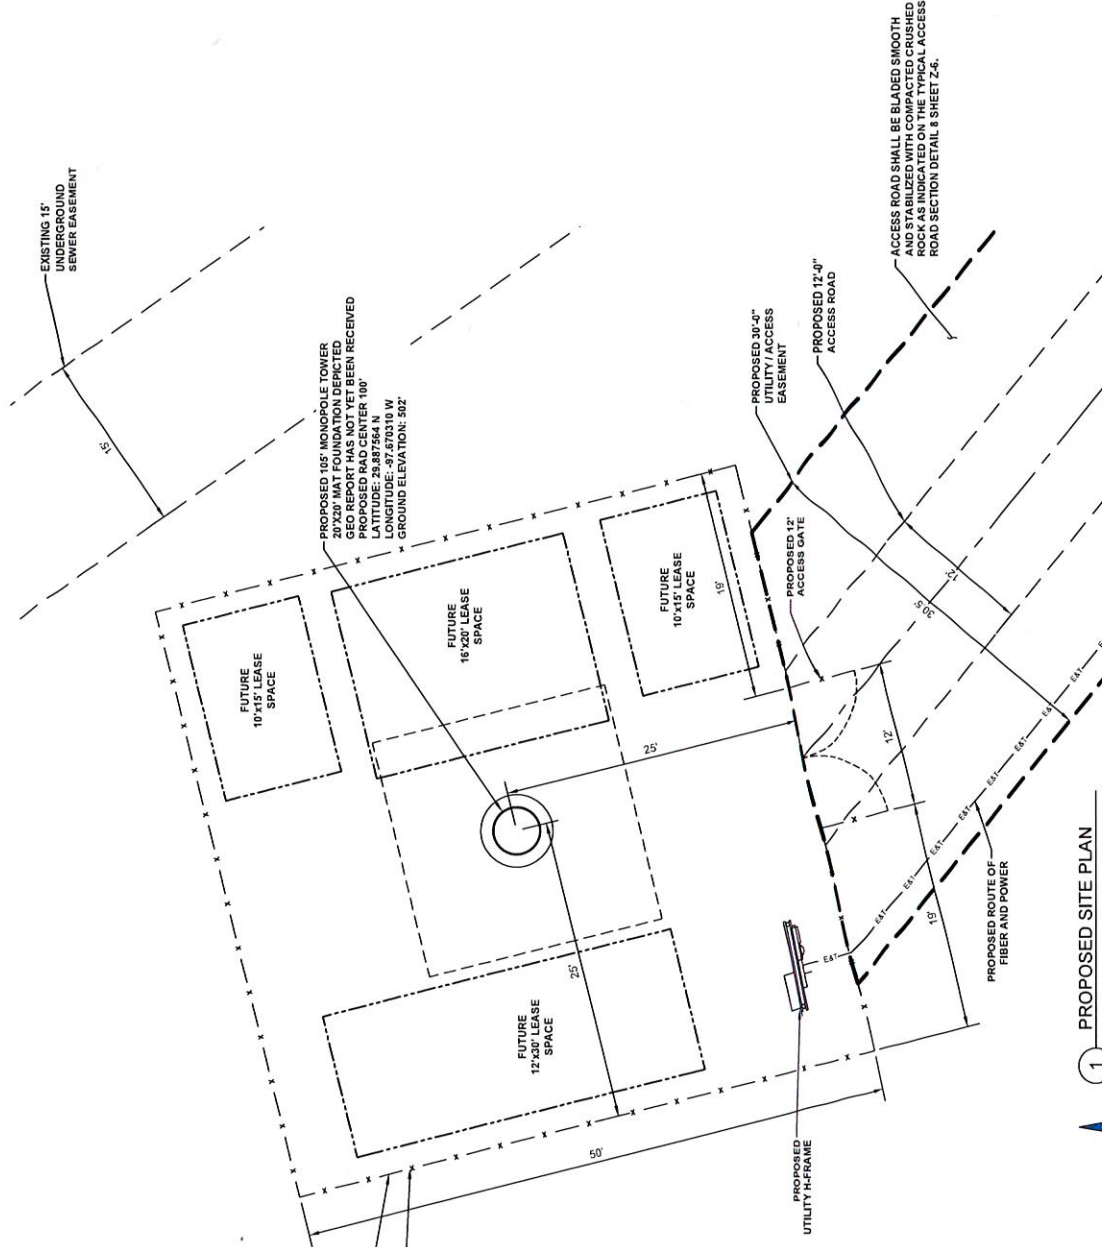 EXISTING 15'
UNDERGROUND
SEWER EASEMENT
15'
PROPOSED 105' MONOPOLE TOWER
20'X20' MAT FOUNDATION DEPICTED
GEO REPORT HAS NOT YET BEEN RECEIVED
PROPOSED RAD CENTER 100'
LATITUDE: 29.887564 N
LONGITUDE: -97.670310 W
GROUND ELEVATION: 502'
FUTURE
10'x15' LEASE
SPACE
FUTURE
16'x20' LEASE
SPACE
FUTURE
10'x15' LEASE
SPACE
19'
25'
25'
FUTURE
12'x30' LEASE
SPACE
50'
PROPOSED 30'-0"
UTILITY / ACCESS
EASEMENT
PROPOSED 12'-0"
ACCESS ROAD
ACCESS ROAD SHALL BE BLADED SMOOTH
AND STABILIZED WITH COMPACTED CRUSHED
ROCK AS INDICATED ON THE TYPICAL ACCESS
ROAD SECTION DETAIL 8 SHEET Z-6.
PROPOSED 12'
ACCESS GATE
12'
30.5'
12'
19'
E&T
E&T
E&T
E&T
E&T
E&T
E&T
E&T
PROPOSED ROUTE OF
FIBER AND POWER
PROPOSED
UTILITY H-FRAME
1
PROPOSED SITE PLAN